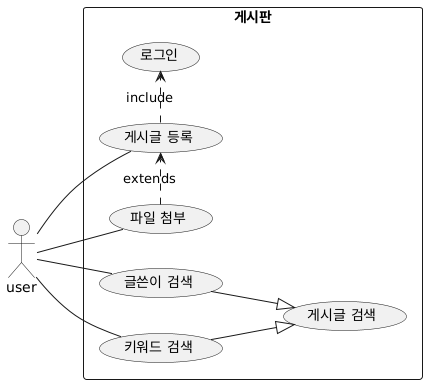 게시판
로그인
include
게시글 등록
extends
파일 첨부
글쓴이 검색
user
게시글 검색
키워드 검색